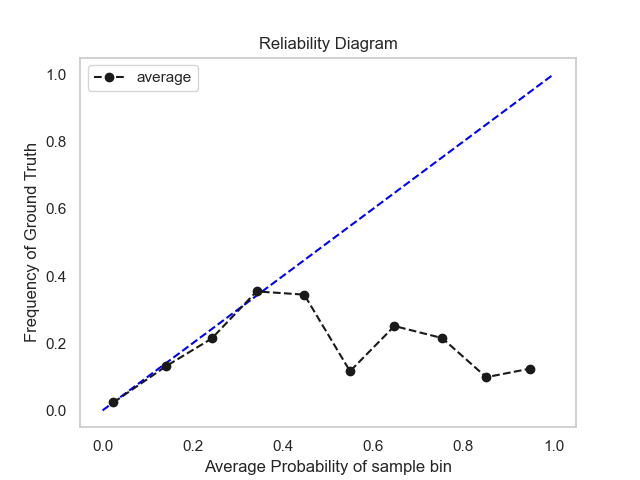 Reliability Diagram
average
Frequency of Ground Truth
1.0
0.8
0.6
0.4
0.2
0.0
0.0 0.2 0.4 0.6 0.8 1.0
Average Probability of sample bin